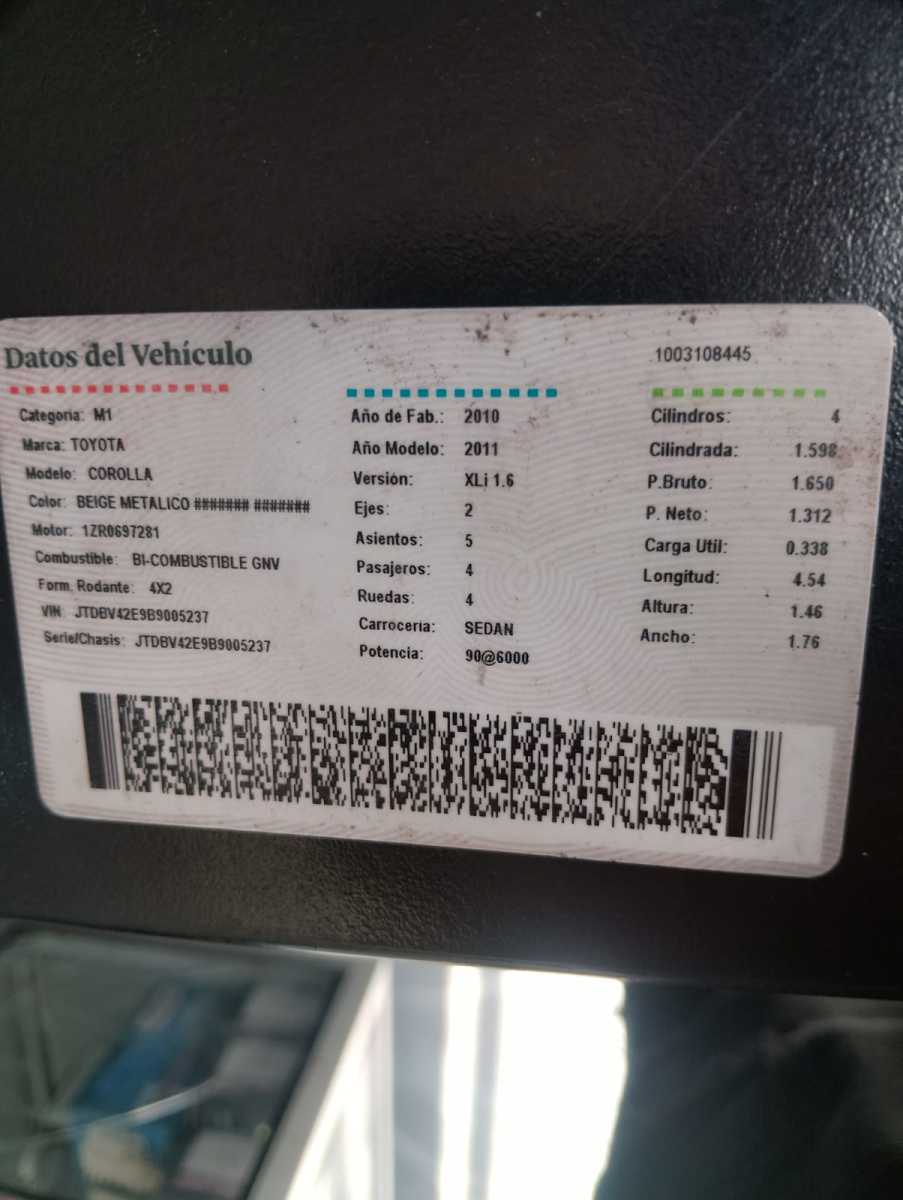 Datos del Vehículo
1003108445
Categoria: M1
Marca: TOYOTA
Modelo: COROLLA
Color: BEIGE METALICO ####### #######
Motor: 1ZR0697281
Combustible: BI-COMBUSTIBLE GNV
Form. Rodante: 4X2
VIN: JTDBV42E9B9005237
Serie/Chasis: JTDBV42E9B9005237
Año de Fab.: 2010
Año Modelo: 2011
Versión: XLi 1.6
Ejes: 2
Asientos: 5
Pasajeros: 4
Ruedas: 4
Carroceria: SEDAN
Potencia: 90@6000
Cilindros: 4
Cilindrada: 1.598
P.Bruto: 1.650
P. Neto: 1.312
Carga Util: 0.338
Longitud: 4.54
Altura: 1.46
Ancho: 1.76